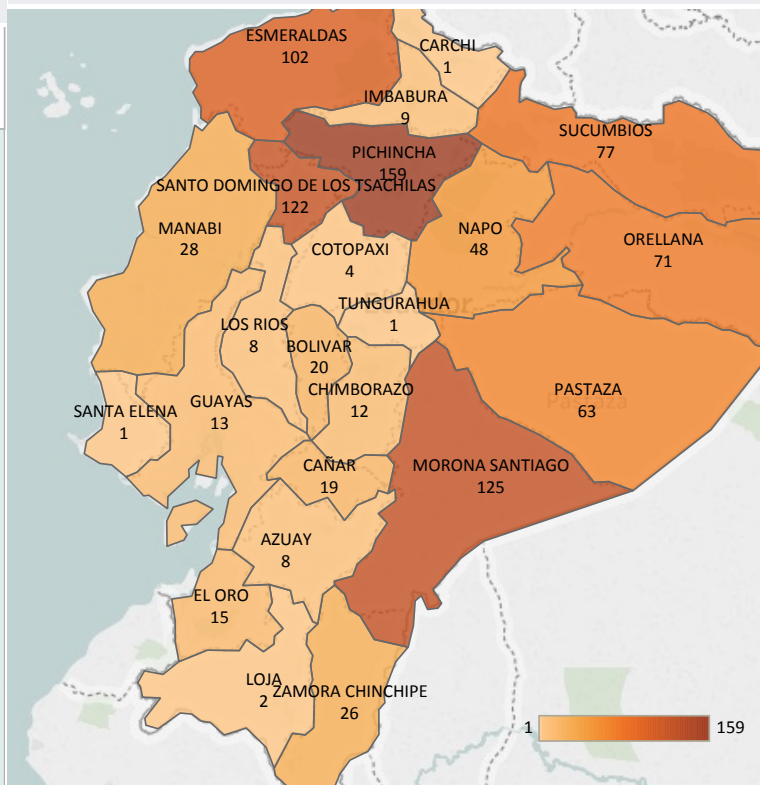 ESMERALDAS
102
CARCHI
1
IMBABURA
9
SUCUMBIOS
77
PICHINCHA
159
SANTO DOMINGO DE LOS TSACHILAS
122
MANABI
28
COTOPAXI
4
NAPO
48
ORELLANA
71
TUNGURAHUA
1
LOS RIOS
8
BOLIVAR
20
CHIMBORAZO
12
PASTAZA
63
Pastaza
SANTA ELENA
1
GUAYAS
13
CAÑAR
19
MORONA SANTIAGO
125
AZUAY
8
EL ORO
15
LOJA
2
ZAMORA CHINCHIPE
26
1
159